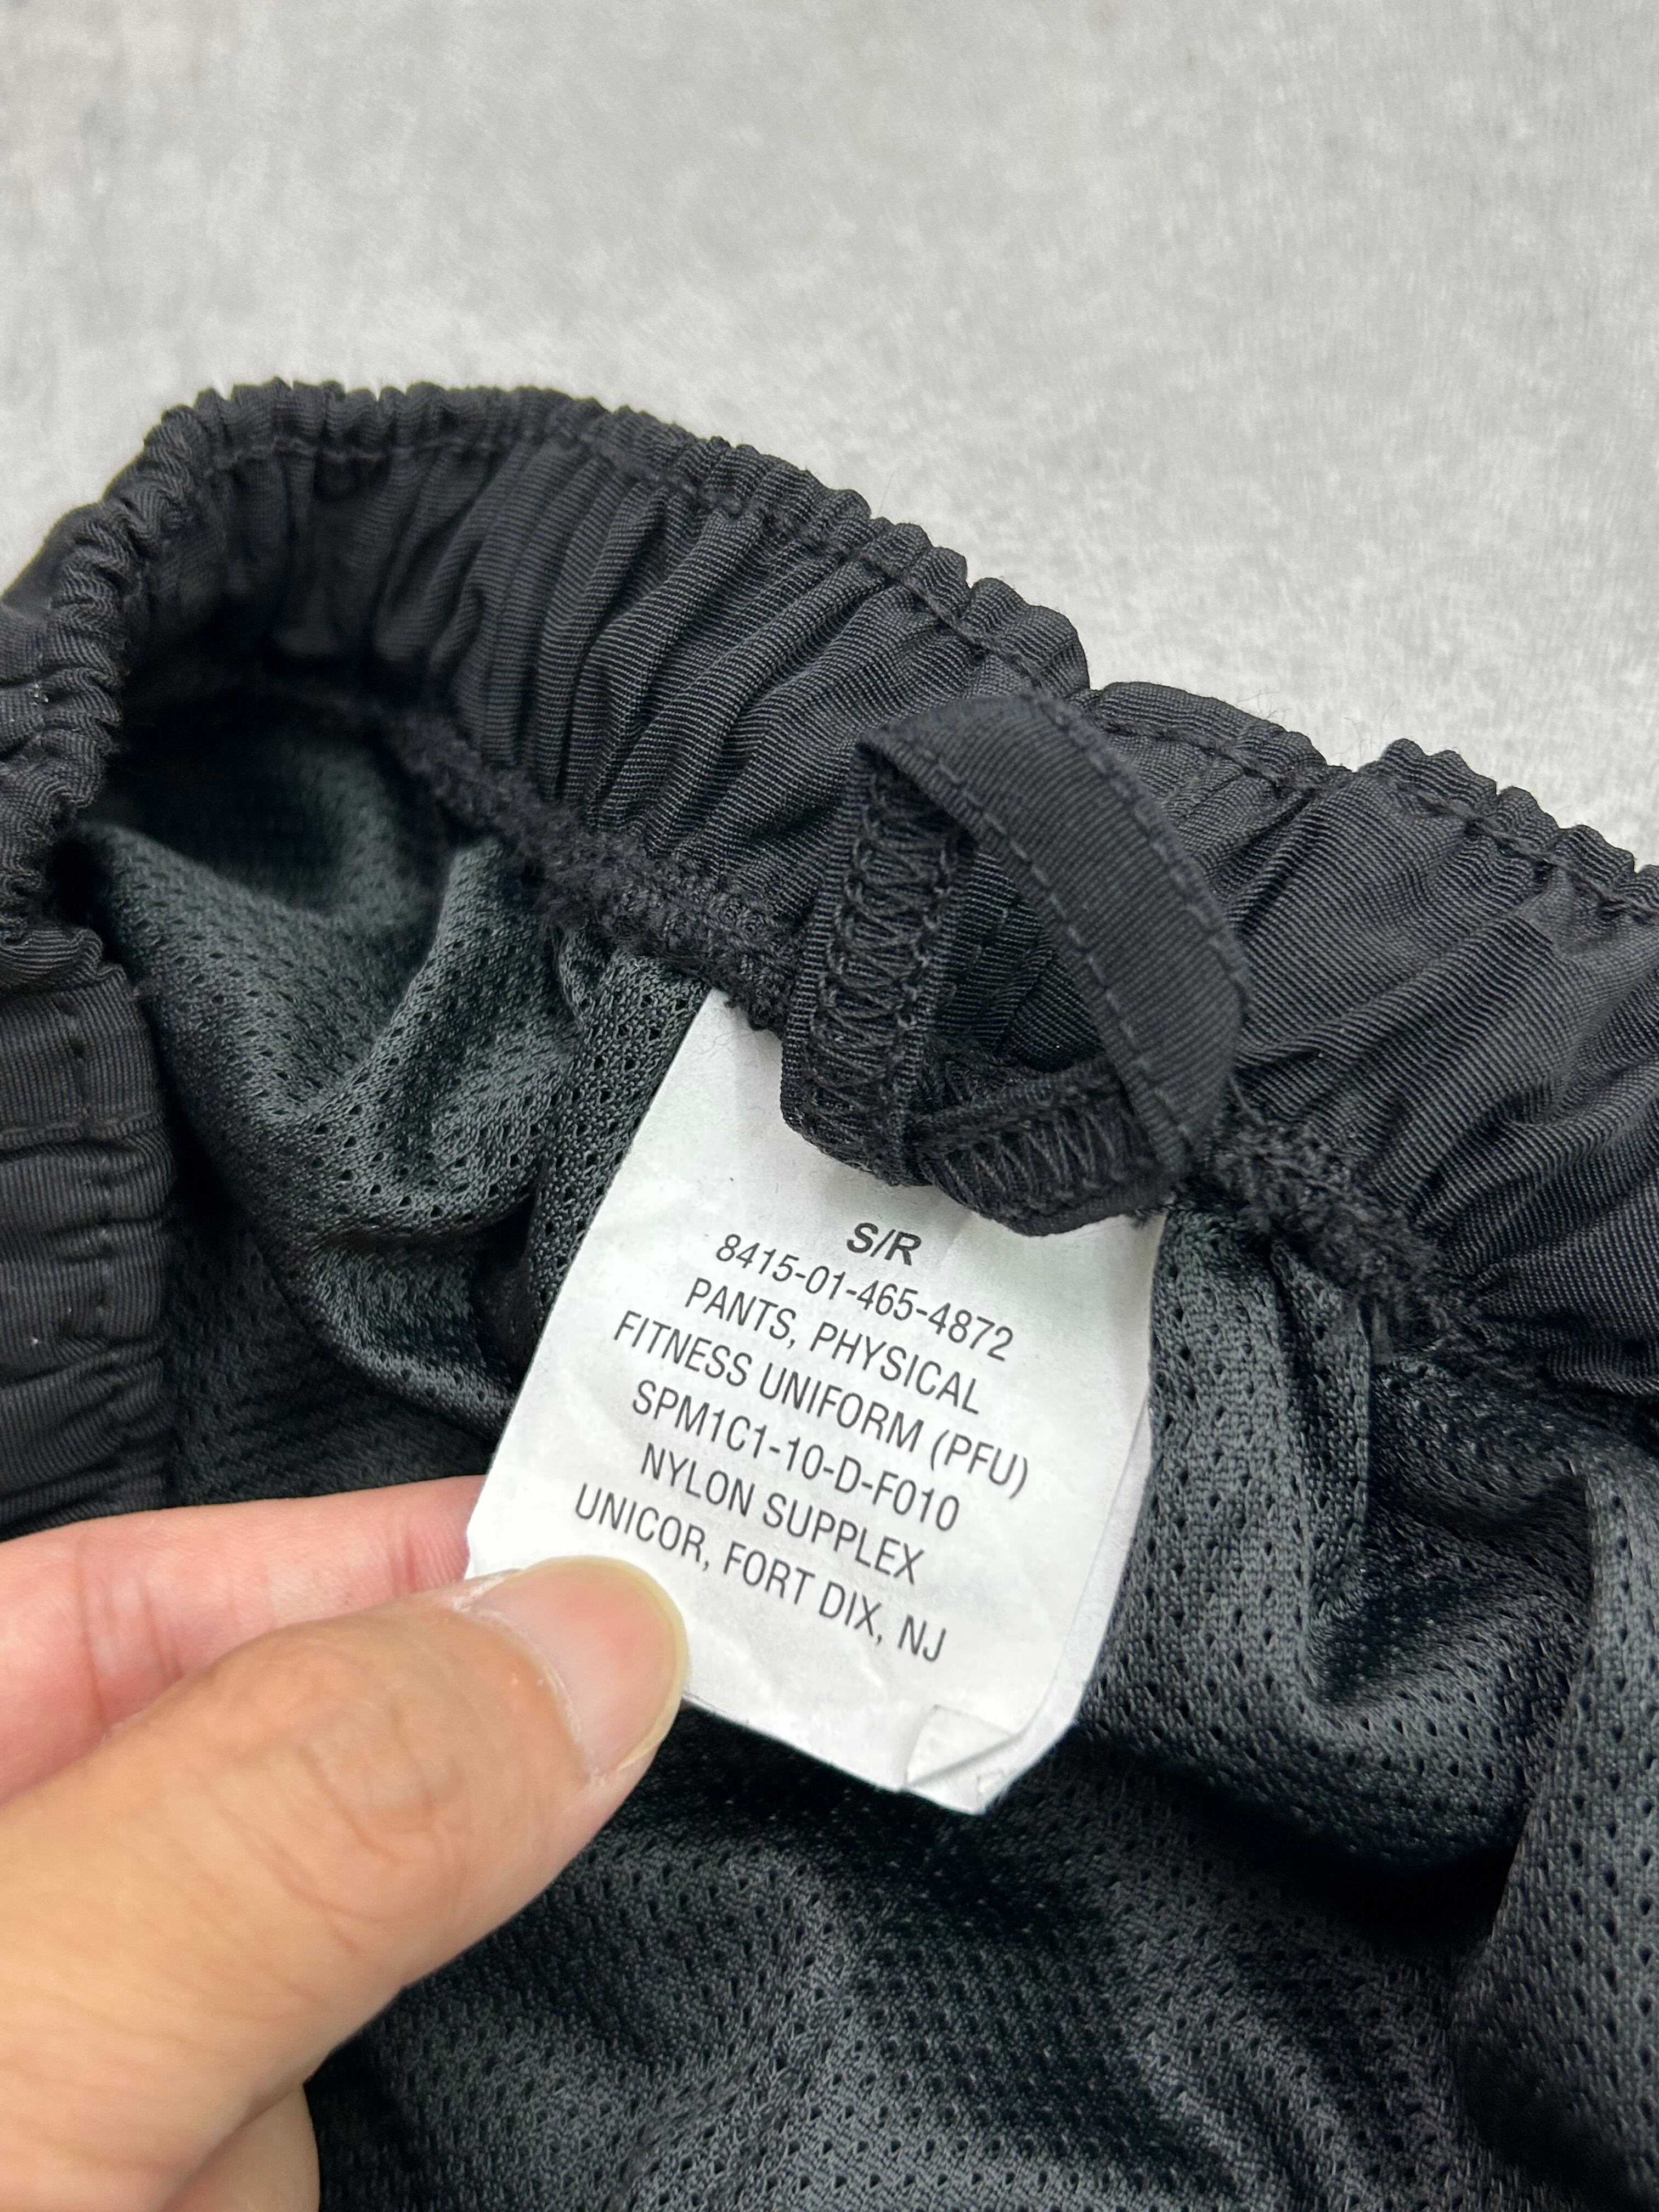 S/R
8415-01-465-4872
PANTS, PHYSICAL
FITNESS UNIFORM (PFU)
SPM1C1-10-D-F010
NYLON SUPPLEX
UNICOR, FORT DIX, NJ